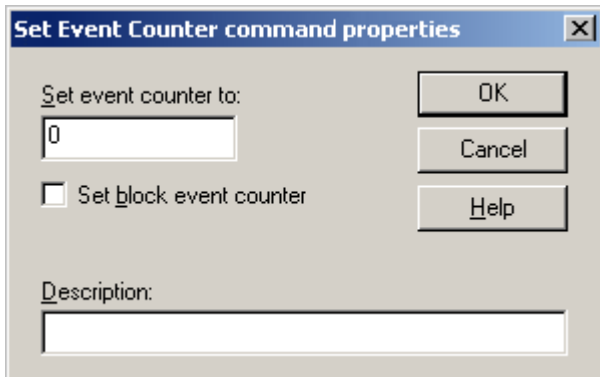 Set Event Counter command properties
Set event counter to:
OK
0
Cancel
Set block event counter
Help
Description: